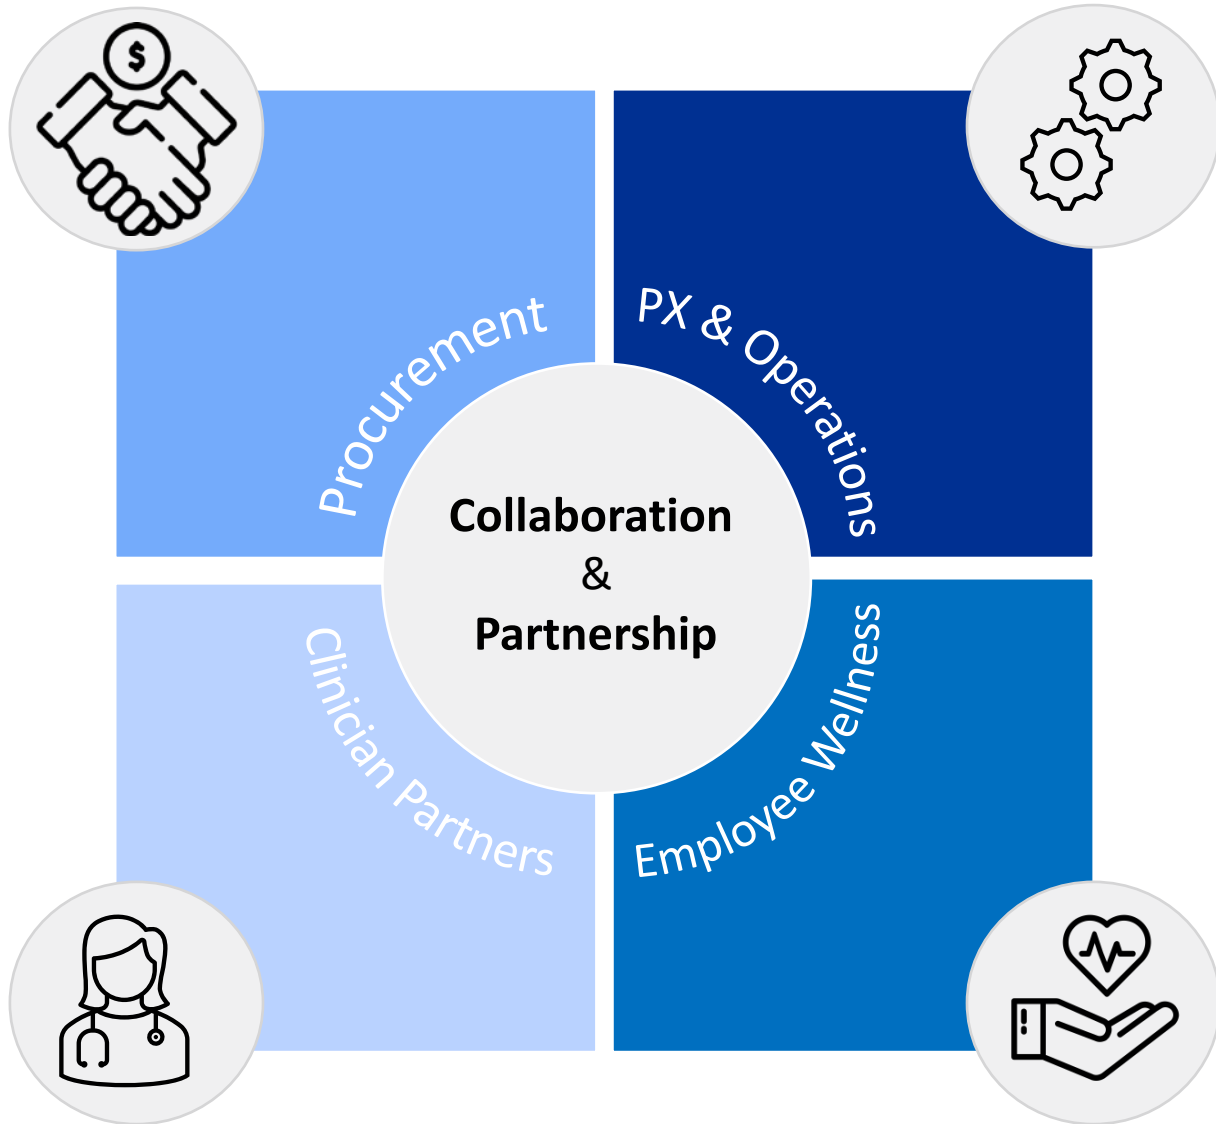 $
Procurement
PX & Operations
Collaboration
&
Partnership
Clinician Partners
Employee Wellness